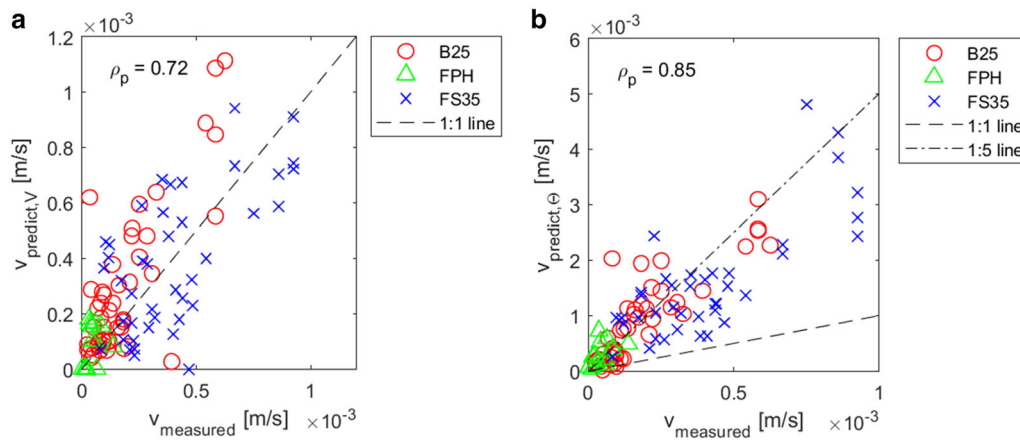 a
×10⁻³
1.2
1
0.8
0.6
0.4
0.2
0
ρp = 0.72
vpredict,V [m/s]
0
0.5
1
vmeasured [m/s] ×10⁻³
B25
FPH
FS35
1:1 line
b
×10⁻³
6
5
4
3
2
1
0
ρp = 0.85
vpredict,Θ [m/s]
0
0.5
1
vmeasured [m/s] ×10⁻³
B25
FPH
FS35
1:1 line
1:5 line